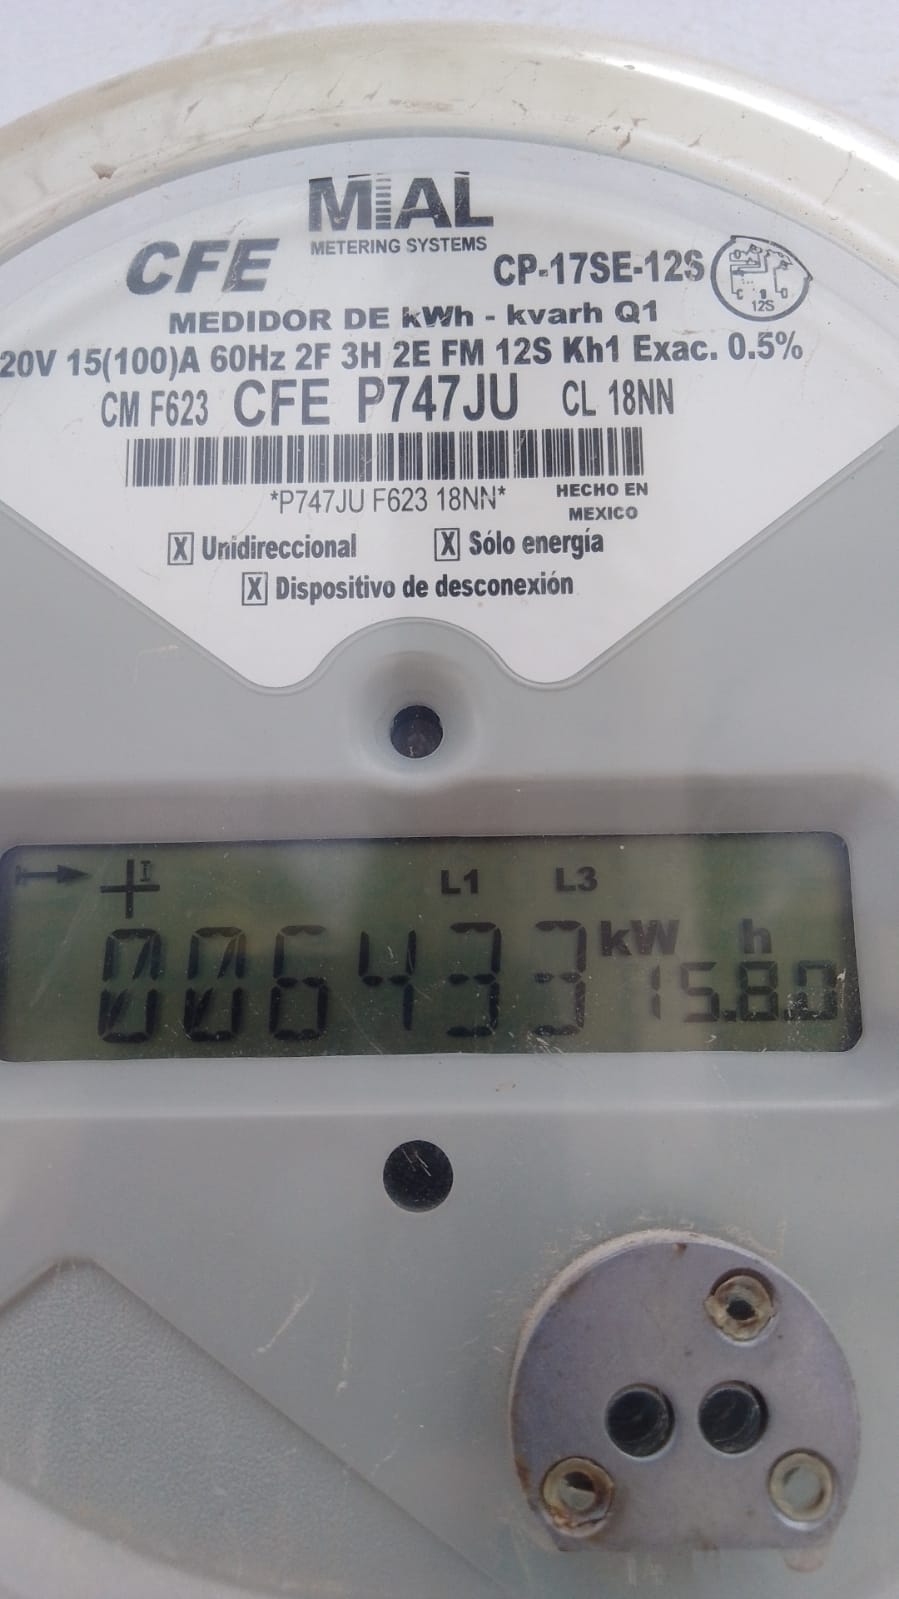 MIAL
METERING SYSTEMS
CFE
CP-17SE-12S
12S
MEDIDOR DE kWh - kvarh Q1
20V 15(100)A 60Hz 2F 3H 2E FM 12S Kh1 Exac. 0.5%
CM F623 CFE P747JU CL 18NN
*P747JU F623 18NN*
HECHO EN
MEXICO
X Unidireccional X Sólo energía
X Dispositivo de desconexión
L1 L3
006433 kW h 15.8.0